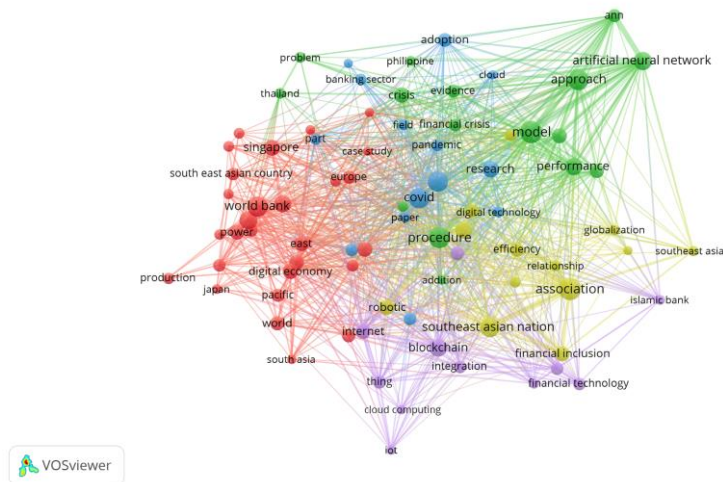 ann
adoption
problem
philippine
artificial neural network
banking sector
cloud
approach
thailand
crisis
evidence
field
financial crisis
model
part
pandemic
singapore
case study
performance
south east asian country
europe
research
covid
world bank
paper
digital technology
power
procedure
globalization
east
efficiency
southeast asia
production
digital economy
addition
relationship
japan
pacific
association
islamic bank
robotic
world
internet
southeast asian nation
blockchain
financial inclusion
south asia
integration
thing
financial technology
cloud computing
iot
VOSviewer